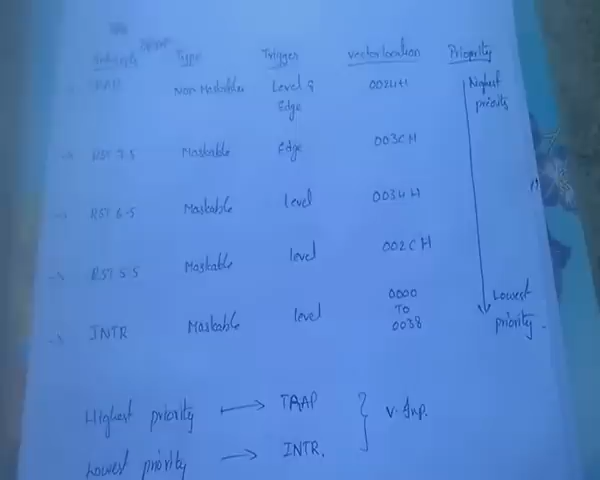 Interrupts Type Trigger Vector location Priority
TRAP Non Maskable Level & 0024H Highest
Edge priority
RST 7.5 Maskable Edge 003CH
RST 6.5 Maskable level 0034H
RST 5.5 Maskable level 002CH
INTR Maskable level 0000 Lowest
TO priority.
0038
Highest priority → TRAP
V. Imp.
Lowest priority → INTR.